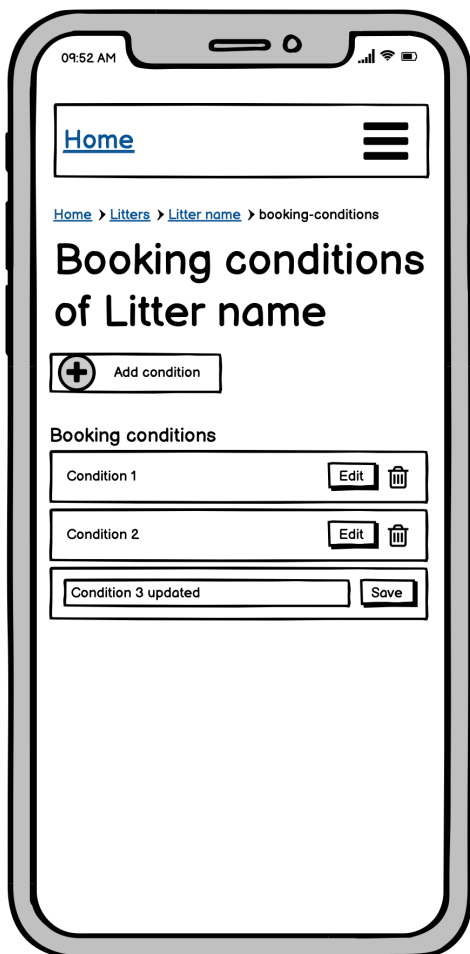 09:52 AM
Home
Home > Litters > Litter name > booking-conditions
Booking conditions
of Litter name
Add condition
Booking conditions
Condition 1 Edit
Condition 2 Edit
Condition 3 updated Save